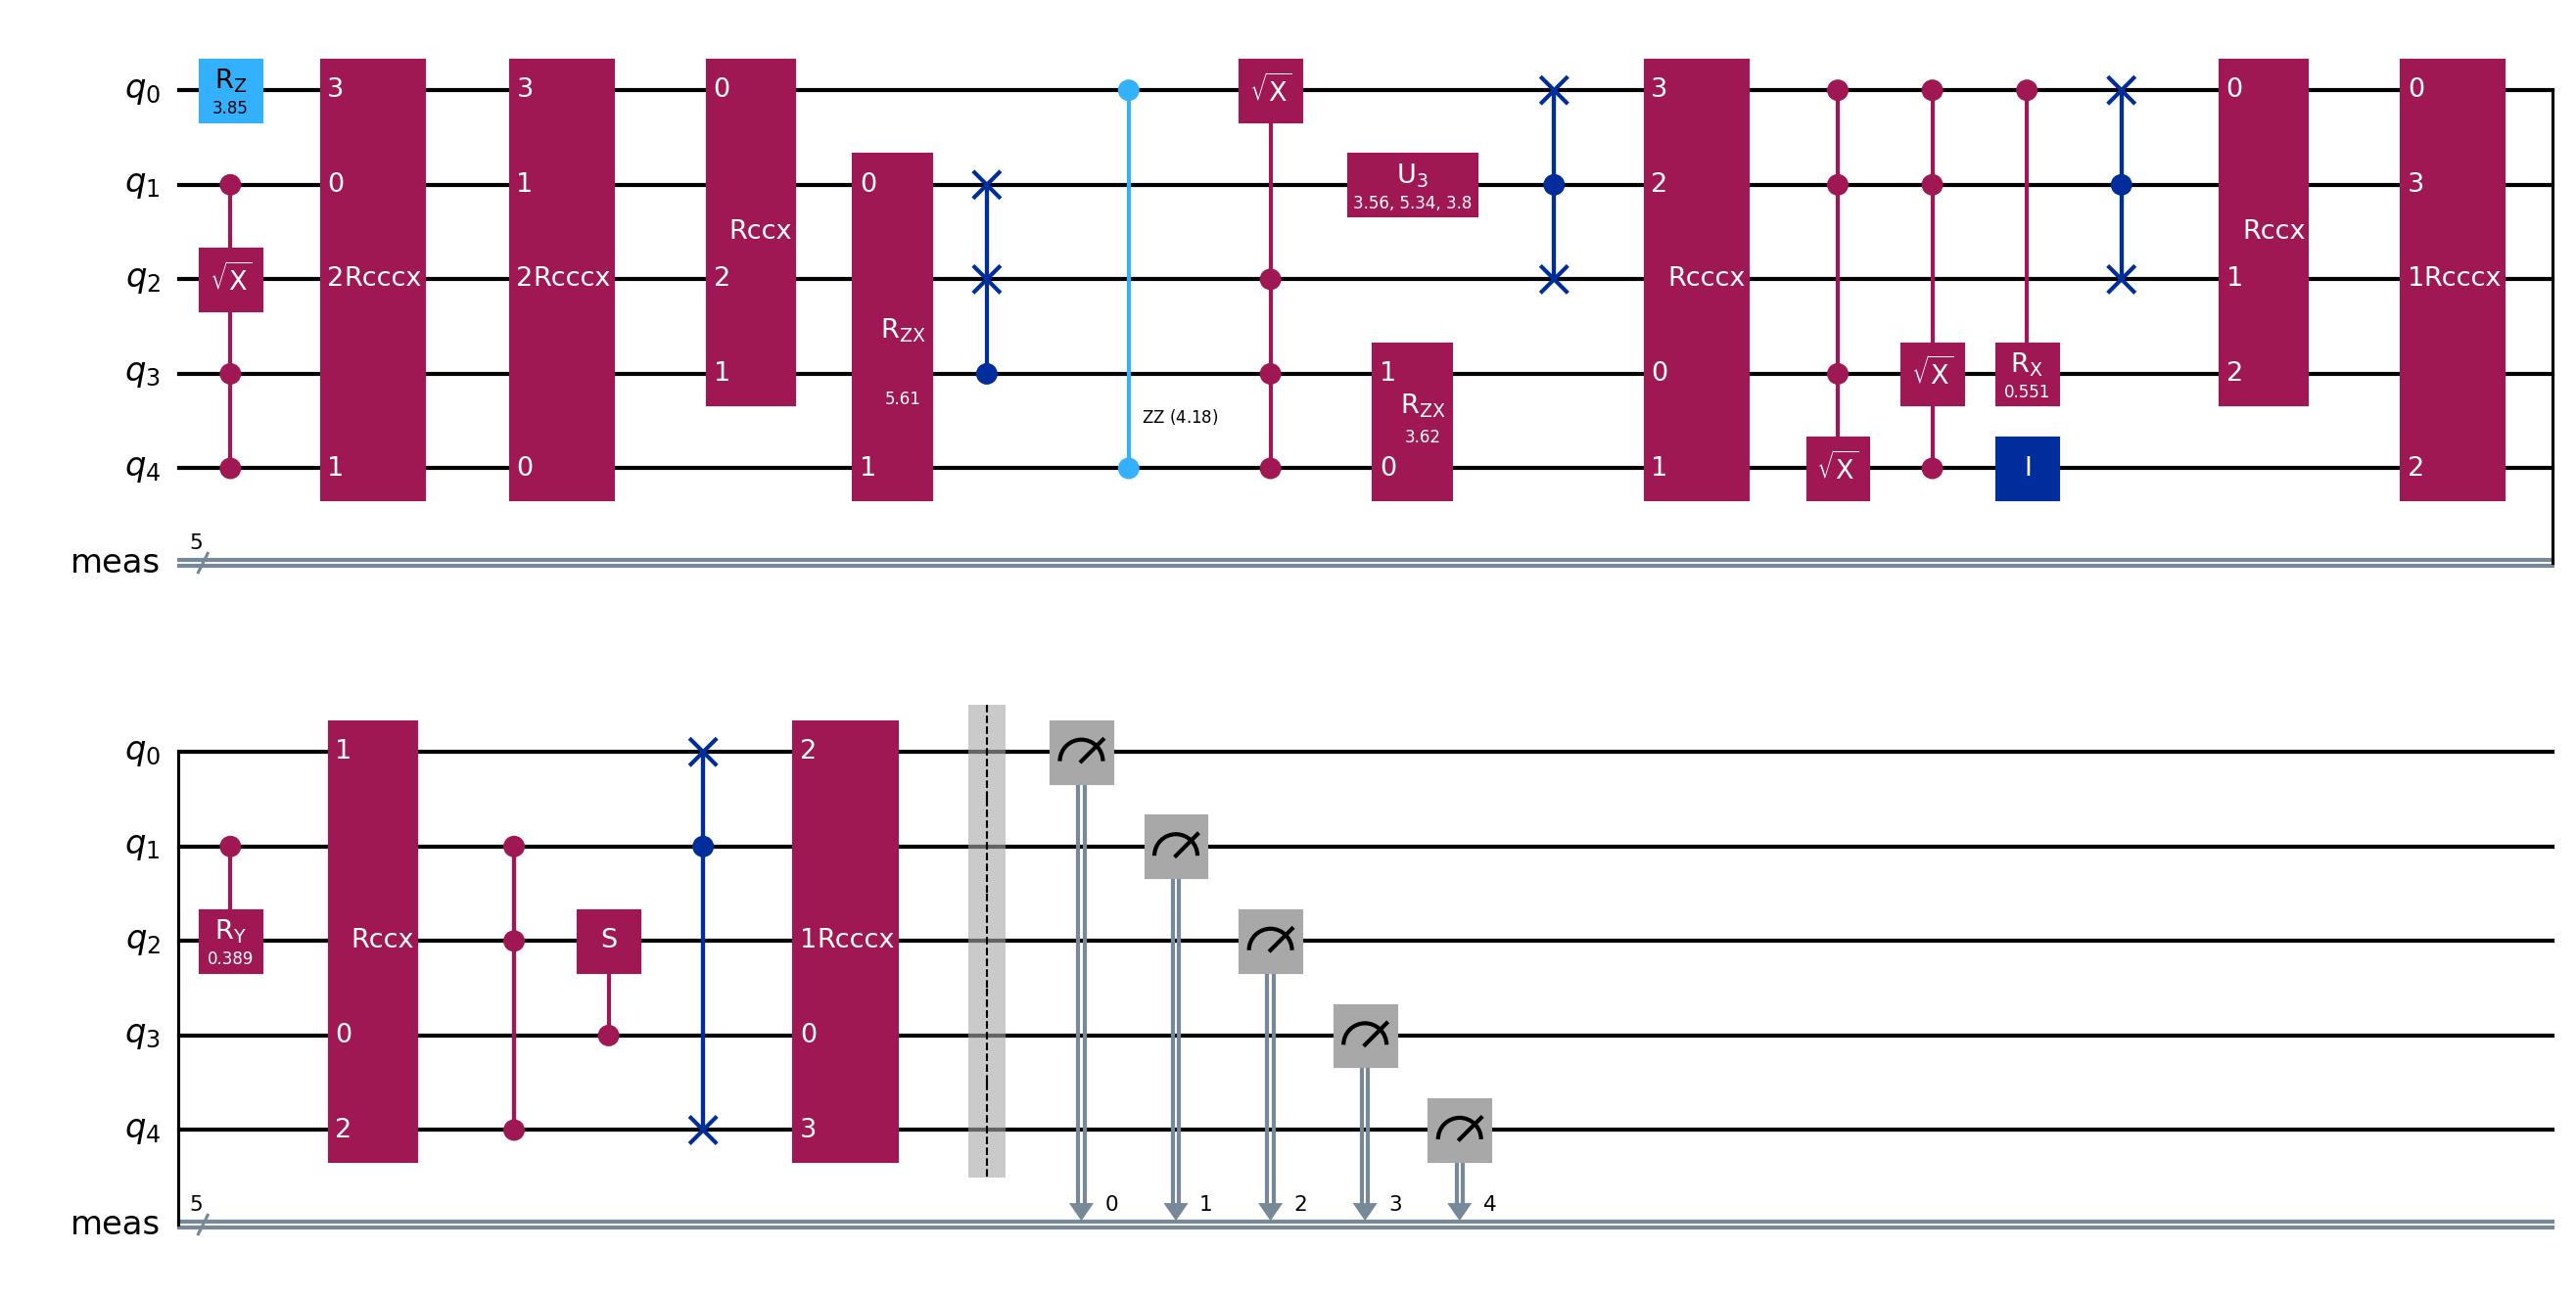 q0 RZ 3.85 3 3 0 √X 3 0 0
q1 0 1 0 U3 3.56, 5.34, 3.8 2 3
Rccx Rccx
q2 √X 2Rcccx 2Rcccx 2 Rcccx 1 1Rcccx
RZX
q3 1 1 0 √X RX 0.551 2
5.61 ZZ (4.18) RZX 3.62
q4 1 0 1 0 1 √X I 2
meas 5
q0 1 2
q1
q2 RY 0.389 Rccx S 1Rcccx
q3 0 0
q4 2 3
meas 5 0 1 2 3 4